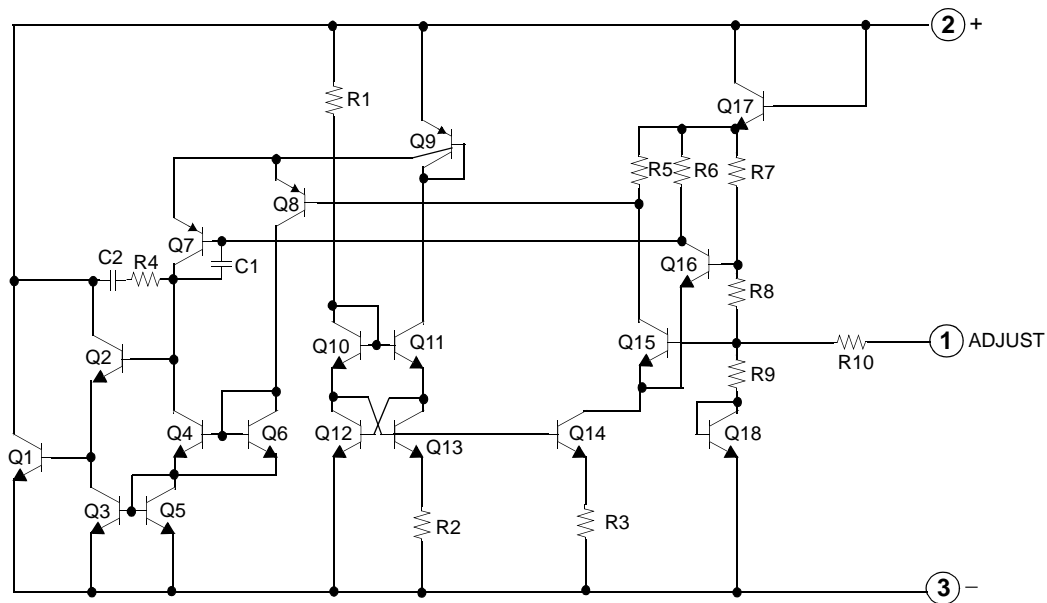 2 +
R1
Q17
Q9
R5 R6 R7
Q8
Q7
C2 R4 C1
Q16
R8
1 ADJUST
Q2 Q10 Q11 Q15
R10
R9
Q4 Q6 Q12 Q13 Q14 Q18
Q1
Q3 Q5
R2 R3
3 −